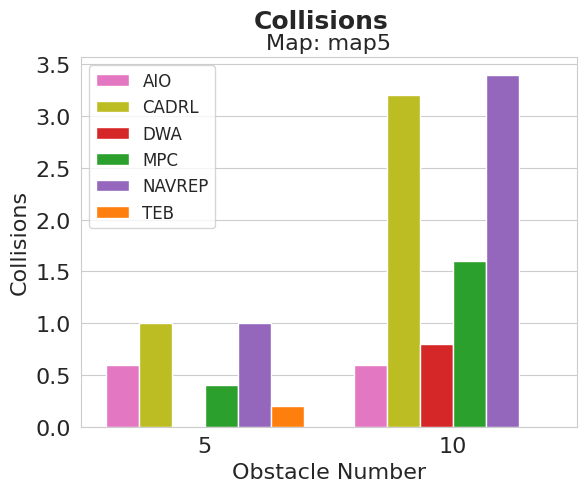 Collisions
Map: map5
3.5
3.0
2.5
2.0
1.5
1.0
0.5
0.0
Collisions
AIO
CADRL
DWA
MPC
NAVREP
TEB
5
10
Obstacle Number